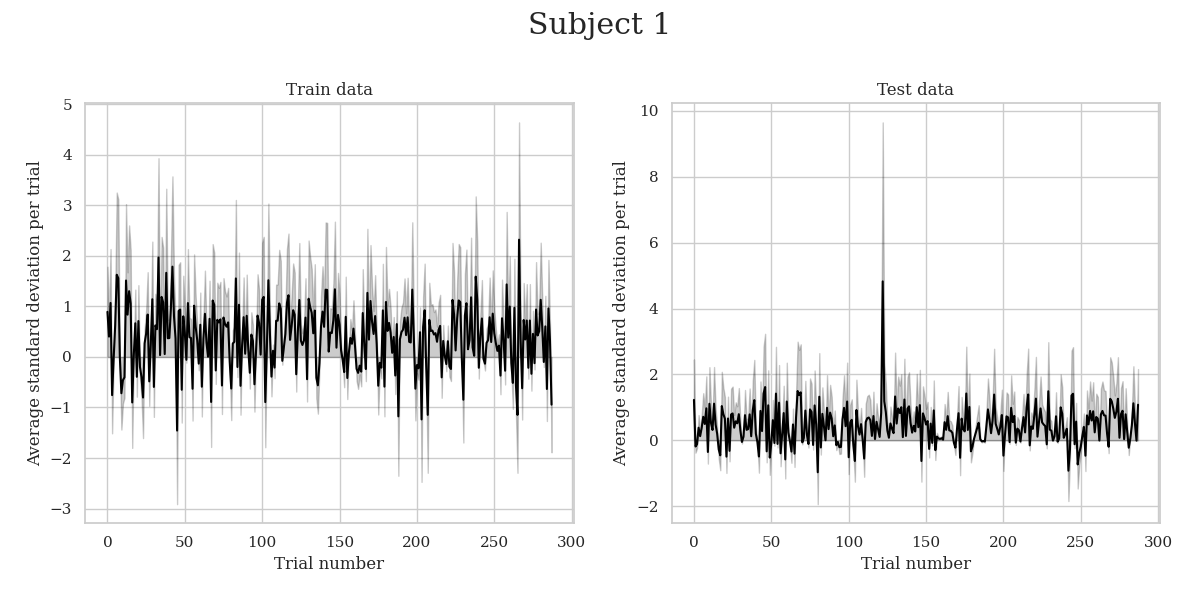 Subject 1
Train data
Average standard deviation per trial
5
4
3
2
1
0
−1
−2
−3
0 50 100 150 200 250 300
Trial number
Test data
Average standard deviation per trial
10
8
6
4
2
0
−2
0 50 100 150 200 250 300
Trial number